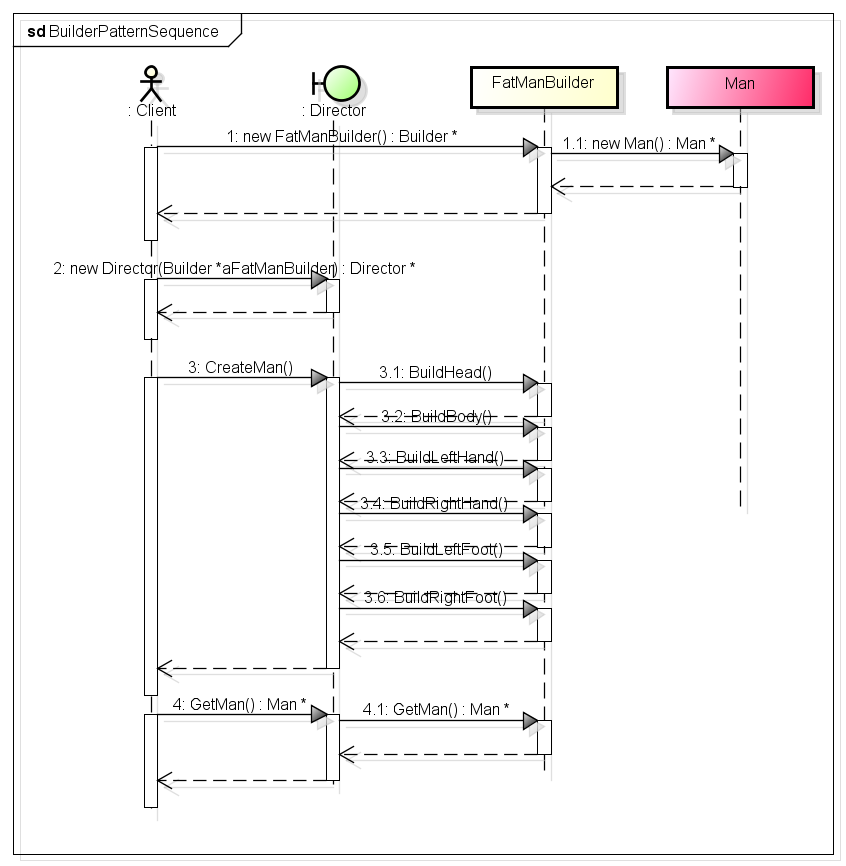 sd BuilderPatternSequence
: Client
: Director
FatManBuilder
Man
1: new FatManBuilder() : Builder *
1.1: new Man() : Man *
2: new Director(Builder *aFatManBuilder) : Director *
3: CreateMan()
3.1: BuildHead()
3.2: BuildBody()
3.3: BuildLeftHand()
3.4: BuildRightHand()
3.5: BuildLeftFoot()
3.6: BuildRightFoot()
4: GetMan() : Man *
4.1: GetMan() : Man *